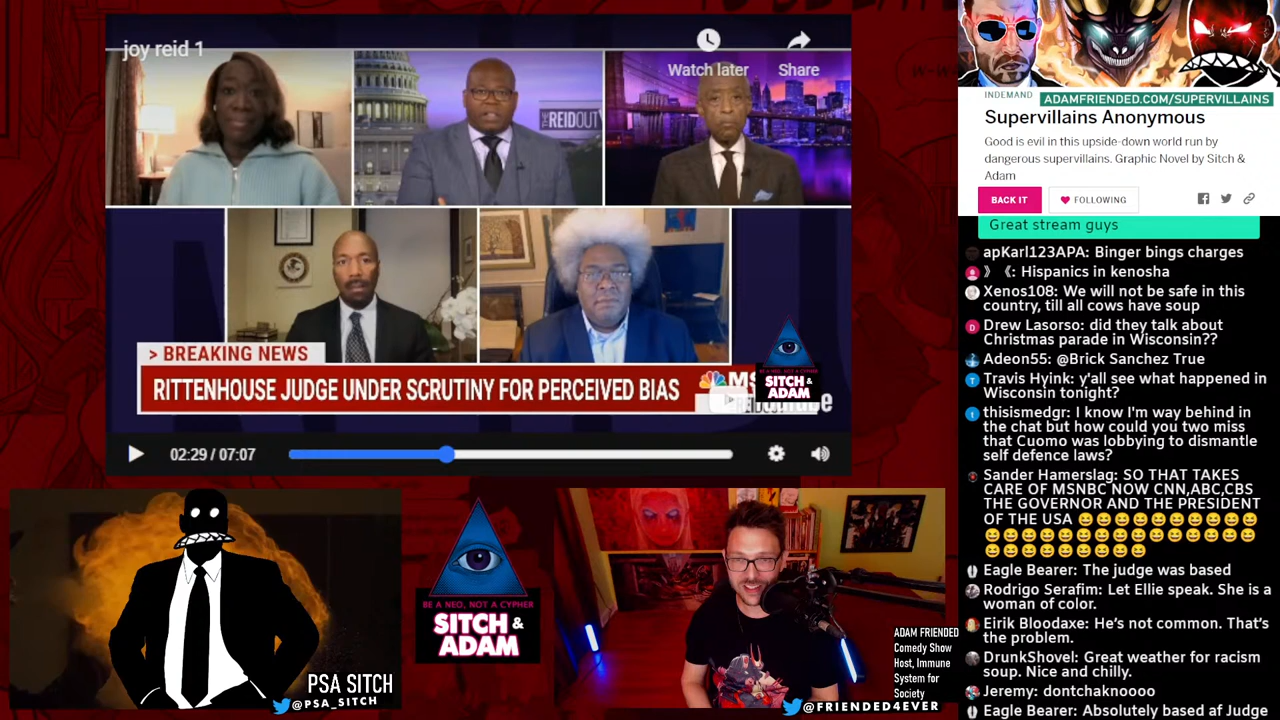 joy reid 1
Watch later
Share
THE REIDOUT
> BREAKING NEWS
RITTENHOUSE JUDGE UNDER SCRUTINY FOR PERCEIVED BIAS
BE A NEO, NOT A CYPHER
SITCH &
ADAM
02:29 / 07:07
PSA SITCH
@PSA_SITCH
BE A NEO, NOT A CYPHER
SITCH &
ADAM
ADAM FRIENDED
Comedy Show
Host, Immune
System for
Society
@FRIENDED4EVER
INDEMAND
ADAMFRIENDED.COM/SUPERVILLAINS
Supervillains Anonymous
Good is evil in this upside-down world run by
dangerous supervillains. Graphic Novel by Sitch &
Adam
BACK IT
FOLLOWING
Great stream guys
apKarl123APA: Binger bings charges
》 《: Hispanics in kenosha
Xenos108: We will not be safe in this
country, till all cows have soup
Drew Lasorso: did they talk about
Christmas parade in Wisconsin??
Adeon55: @Brick Sanchez True
Travis Hyink: y'all see what happened in
Wisconsin tonight?
thisismedgr: I know I'm way behind in
the chat but how could you two miss
that Cuomo was lobbying to dismantle
self defence laws?
Sander Hamerslag: SO THAT TAKES
CARE OF MSNBC NOW CNN,ABC,CBS
THE GOVERNOR AND THE PRESIDENT
OF THE USA
Eagle Bearer: The judge was based
Rodrigo Serafim: Let Ellie speak. She is a
woman of color.
Eirik Bloodaxe: He's not common. That's
the problem.
DrunkShovel: Great weather for racism
soup. Nice and chilly.
Jeremy: dontchaknoooo
Eagle Bearer: Absolutely based af Judge